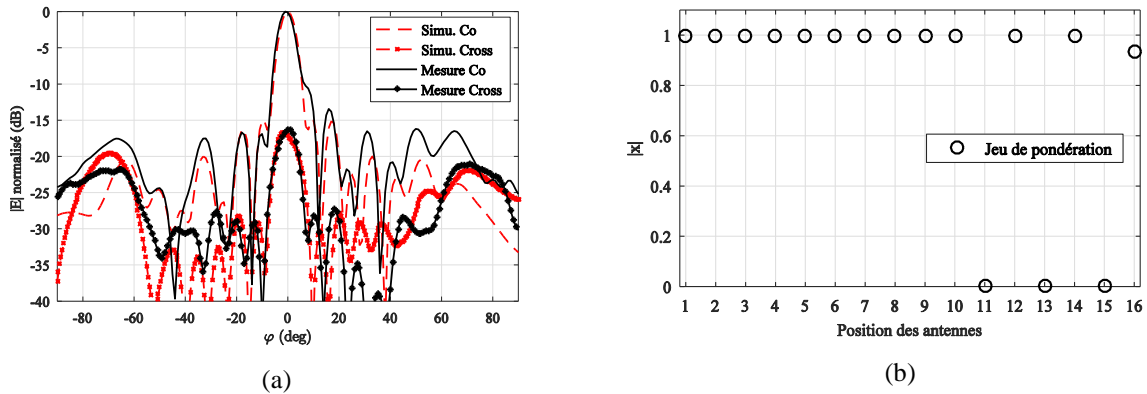 0
-5
-10
-15
-20
-25
-30
-35
-40
|E| normalisé (dB)
Simu. Co
Simu. Cross
Mesure Co
Mesure Cross
-80 -60 -40 -20 0 20 40 60 80
φ (deg)
(a)
1
0.8
0.6
0.4
0.2
0
|x|
Jeu de pondération
1 2 3 4 5 6 7 8 9 10 11 12 13 14 15 16
Position des antennes
(b)